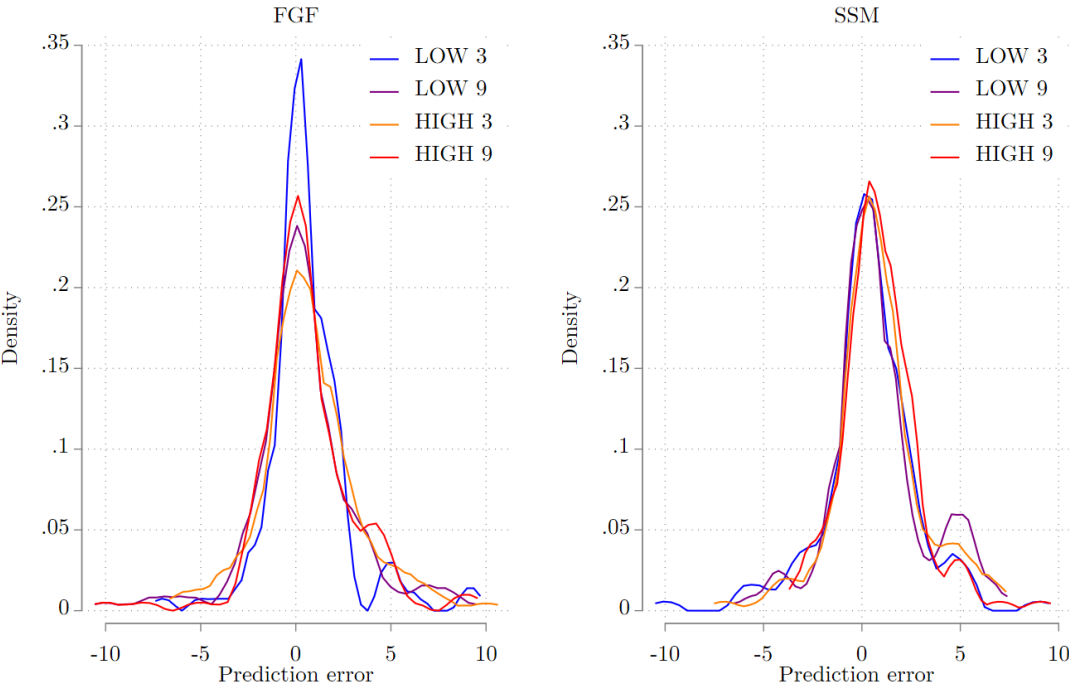 FGF
.35
.3
.25
.2
.15
.1
.05
0
Density
-10 -5 0 5 10
Prediction error
LOW 3
LOW 9
HIGH 3
HIGH 9
SSM
.35
.3
.25
.2
.15
.1
.05
0
Density
-10 -5 0 5 10
Prediction error
LOW 3
LOW 9
HIGH 3
HIGH 9